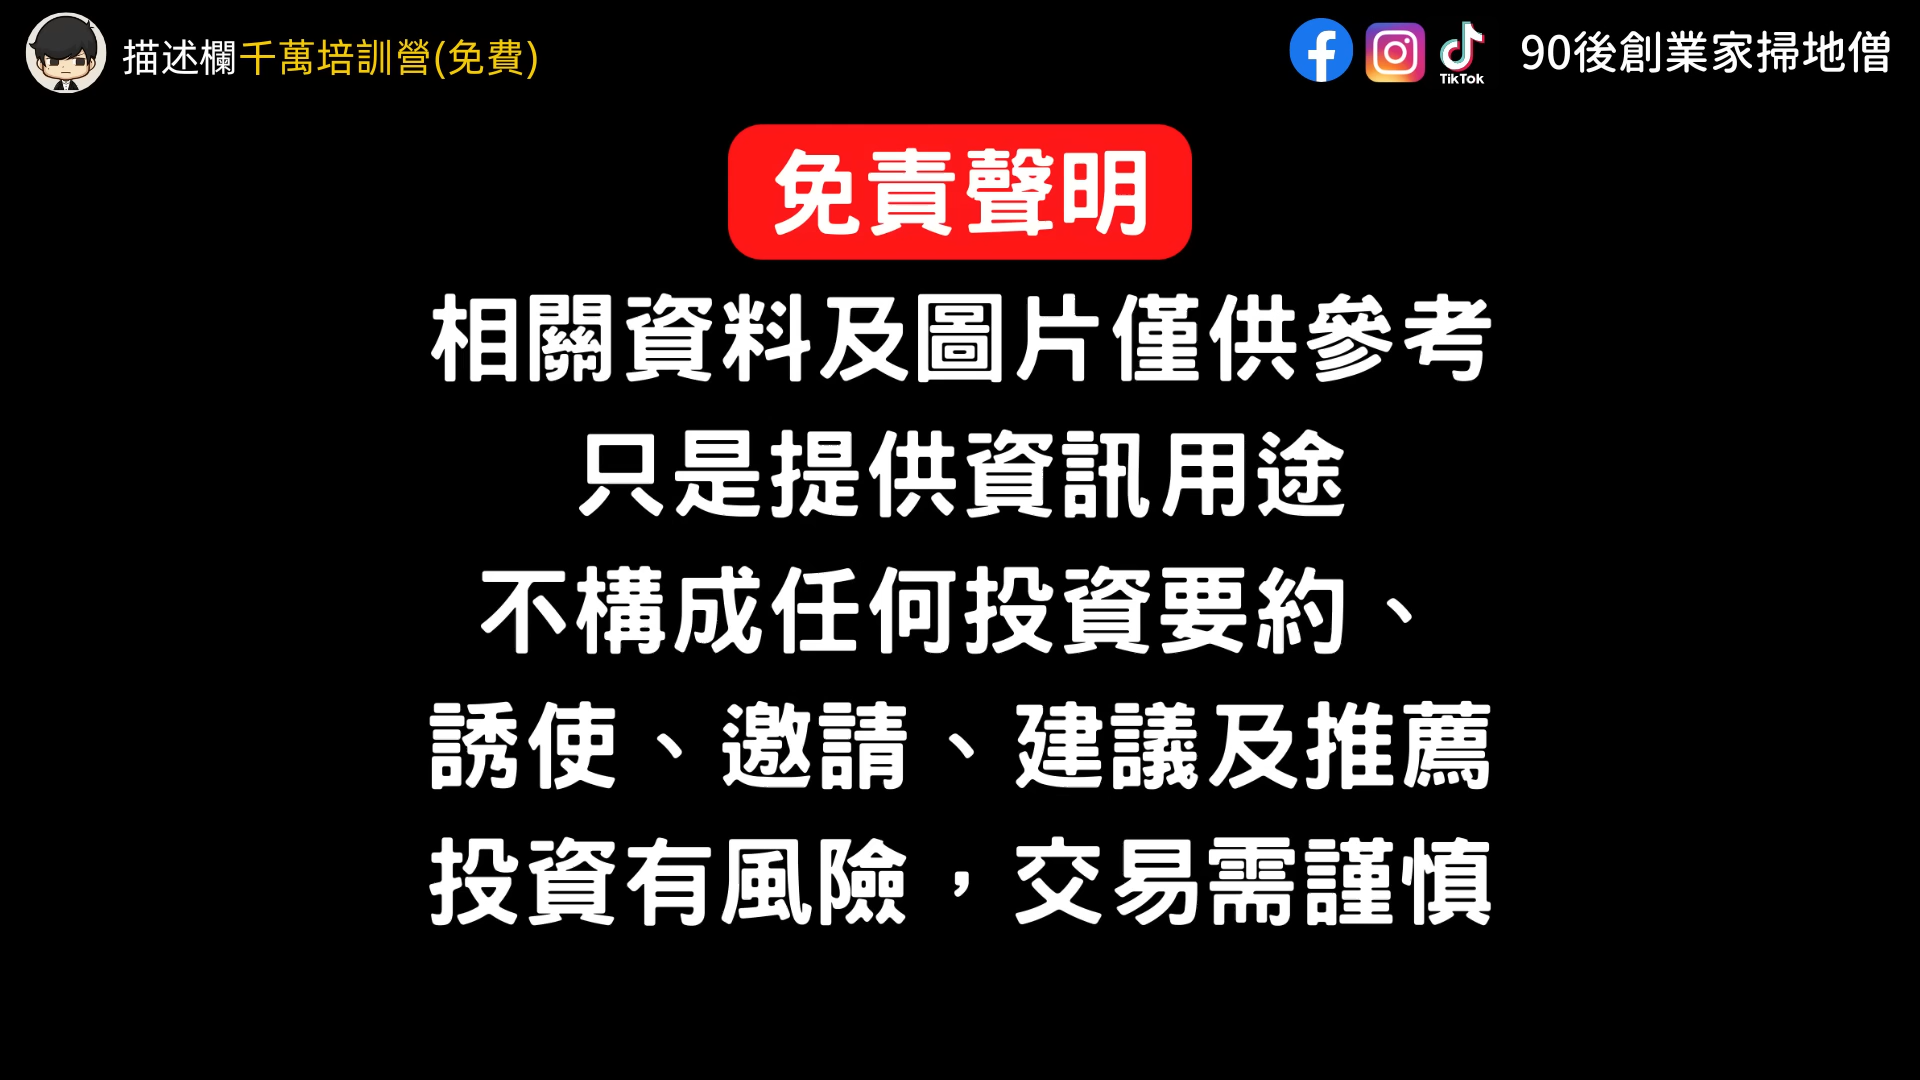 描述欄千萬培訓營(免費)
TikTok
90後創業家掃地僧
免責聲明
相關資料及圖片僅供參考
只是提供資訊用途
不構成任何投資要約、
誘使、邀請、建議及推薦
投資有風險，交易需謹慎